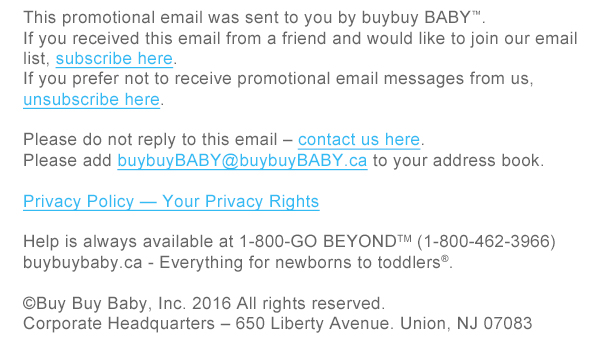 This promotional email was sent to you by buybuy BABY™.
If you received this email from a friend and would like to join our email
list, subscribe here.
If you prefer not to receive promotional email messages from us,
unsubscribe here.
Please do not reply to this email – contact us here.
Please add buybuyBABY@buybuyBABY.ca to your address book.
Privacy Policy — Your Privacy Rights
Help is always available at 1-800-GO BEYOND™ (1-800-462-3966)
buybuybaby.ca - Everything for newborns to toddlers®.
©Buy Buy Baby, Inc. 2016 All rights reserved.
Corporate Headquarters – 650 Liberty Avenue. Union, NJ 07083